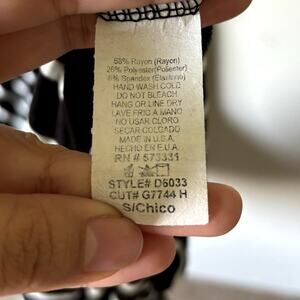 68% Rayon (Rayon)
26% Polyester(Poliester)
6% Spandex (Elastano)
HAND WASH COLD
DO NOT BLEACH
HANG OR LINE DRY
LAVE FRIO A MANO
NO USAR CLORO
SECAR COLGADO
MADE IN U.S.A
HECHO EN E.U.A
RN # 573331
STYLE# D6033
CUT# G7744 H
S/Chico